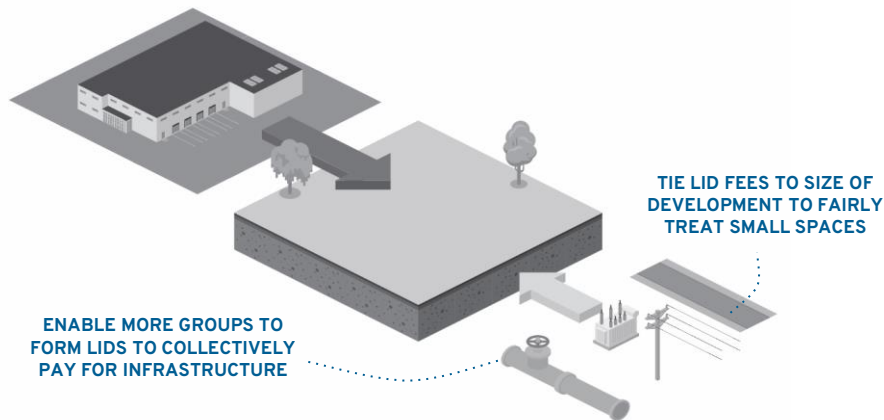 TIE LID FEES TO SIZE OF
DEVELOPMENT TO FAIRLY
TREAT SMALL SPACES
ENABLE MORE GROUPS TO
FORM LIDS TO COLLECTIVELY
PAY FOR INFRASTRUCTURE